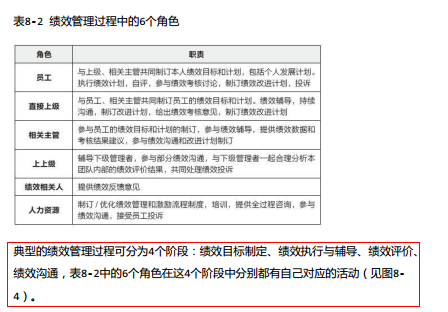 表8-2 绩效管理过程中的6个角色
角色 职责
员工 与上级、相关主管共同制订本人绩效目标和计划，包括个人发展计划。
执行绩效计划，自评，参与绩效考核讨论，制订绩效改进计划，投诉
直接上级 与员工、相关主管共同制订员工的绩效目标和计划。绩效辅导，持续
沟通，制订改进计划，给出绩效考核意见，制订绩效改进计划
相关主管 参与员工的绩效目标和计划的制订，参与绩效辅导，提供绩效数据和
考核结果建议，参与绩效沟通和改进计划制订
上上级 辅导下级管理者，参与部分绩效沟通，与下级管理者一起合理分析本
团队内部的绩效评价结果，共同处理绩效投诉
绩效相关人 提供绩效反馈意见
人力资源 制订/优化绩效管理和激励流程制度，培训，提供全过程咨询，参与
绩效沟通，接受员工投诉
典型的绩效管理过程可分为4个阶段：绩效目标制定、绩效执行与辅导、绩效评价、
绩效沟通，表8-2中的6个角色在这4个阶段中分别都有自己对应的活动（见图8-
4）。